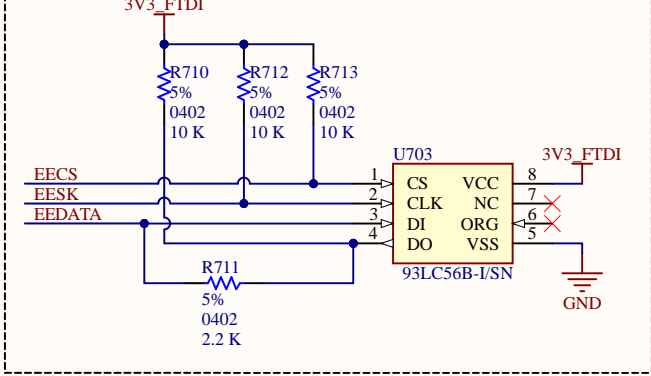 3V3_FTDI
R710
5%
0402
10 K
R712
5%
0402
10 K
R713
5%
0402
10 K
U703
3V3_FTDI
EECS
EESK
EEDATA
1 CS VCC 8
2 CLK NC 7
3 DI ORG 6
4 DO VSS 5
93LC56B-I/SN
R711
5%
0402
2.2 K
GND